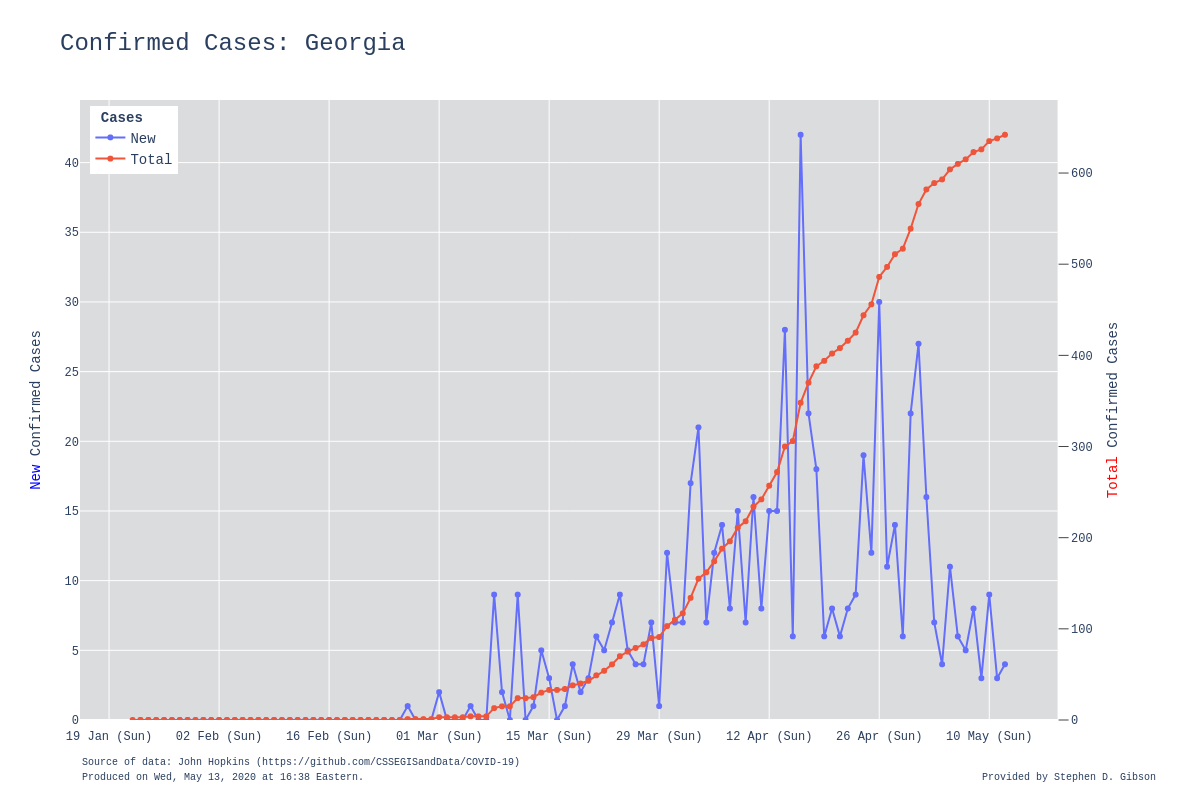 Confirmed Cases: Georgia
Cases
New
Total
40
35
30
25
20
15
10
5
0
600
500
400
300
200
100
0
New Confirmed Cases
Total Confirmed Cases
19 Jan (Sun) 02 Feb (Sun) 16 Feb (Sun) 01 Mar (Sun) 15 Mar (Sun) 29 Mar (Sun) 12 Apr (Sun) 26 Apr (Sun) 10 May (Sun)
Source of data: John Hopkins (https://github.com/CSSEGISandData/COVID-19)
Produced on Wed, May 13, 2020 at 16:38 Eastern.
Provided by Stephen D. Gibson